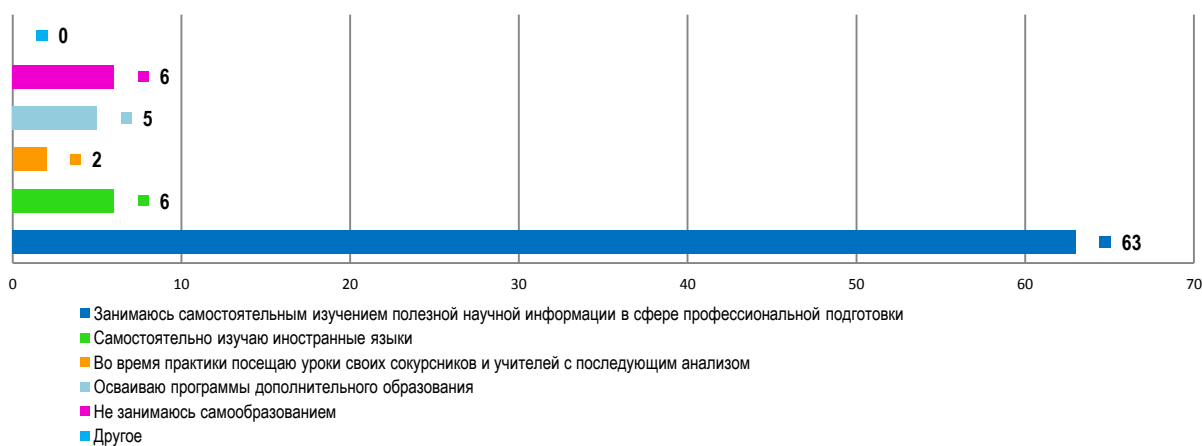 0
6
5
2
6
63
0 10 20 30 40 50 60 70
Занимаюсь самостоятельным изучением полезной научной информации в сфере профессиональной подготовки
Самостоятельно изучаю иностранные языки
Во время практики посещаю уроки своих сокурсников и учителей с последующим анализом
Осваиваю программы дополнительного образования
Не занимаюсь самообразованием
Другое